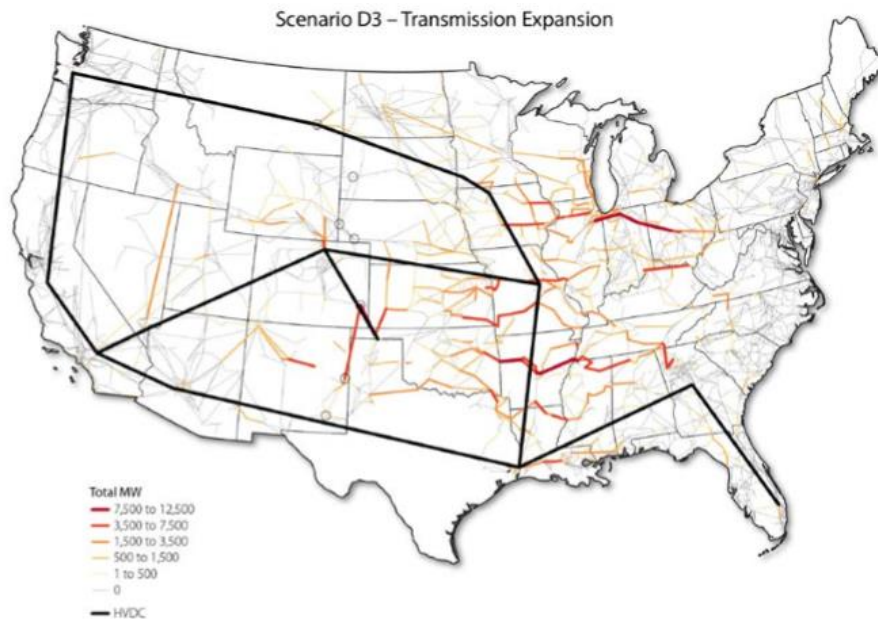 Scenario D3 – Transmission Expansion
Total MW
7,500 to 12,500
3,500 to 7,500
1,500 to 3,500
500 to 1,500
1 to 500
0
HVDC